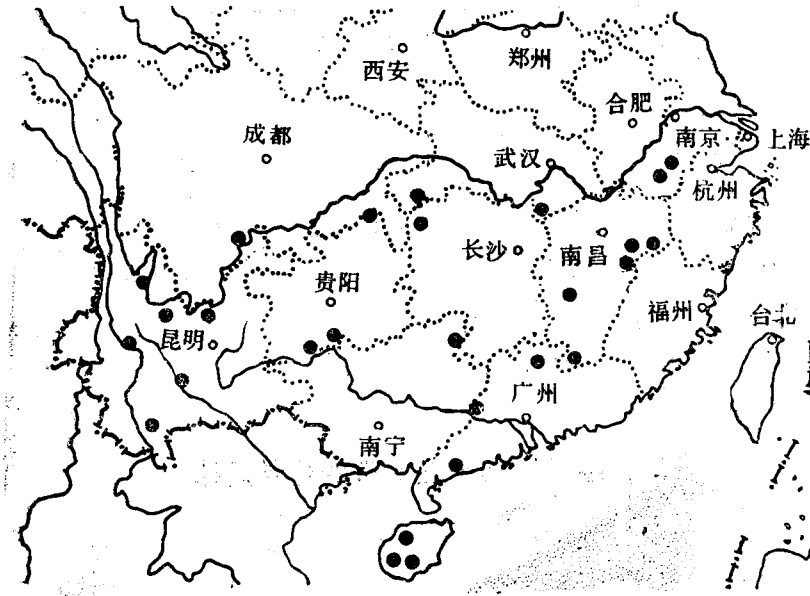 郑州
西安
合肥
成都
南京
上海
武汉
杭州
长沙
南昌
贵阳
福州
台北
昆明
广州
南宁